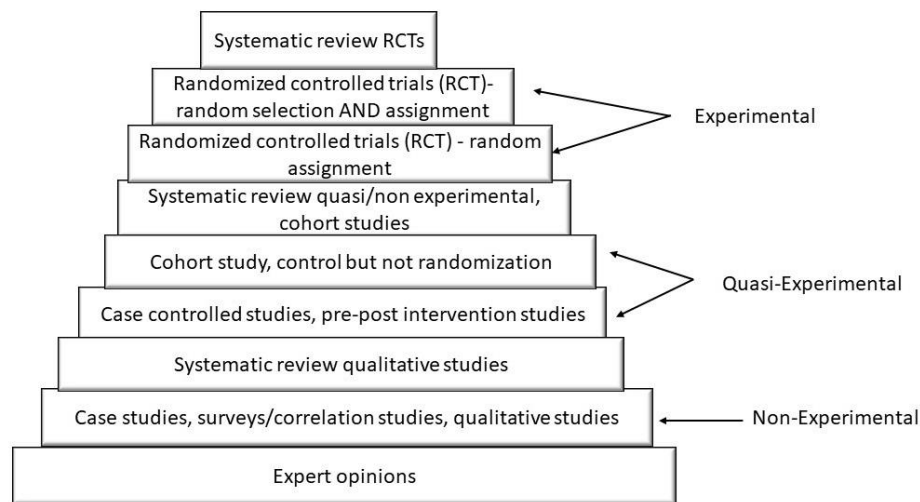 Systematic review RCTs
Randomized controlled trials (RCT)-
random selection AND assignment
Experimental
Randomized controlled trials (RCT) - random
assignment
Systematic review quasi/non experimental,
cohort studies
Cohort study, control but not randomization
Quasi-Experimental
Case controlled studies, pre-post intervention studies
Systematic review qualitative studies
Case studies, surveys/correlation studies, qualitative studies
Non-Experimental
Expert opinions